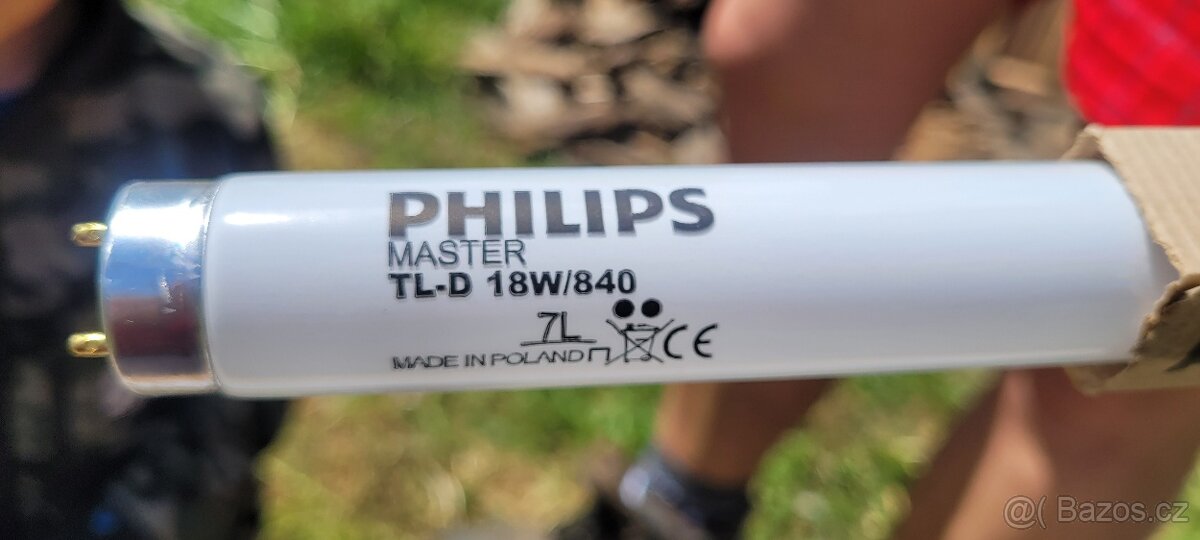 PHILIPS
MASTER
TL-D 18W/840
7L
MADE IN POLAND CE
@( Bazos.cz